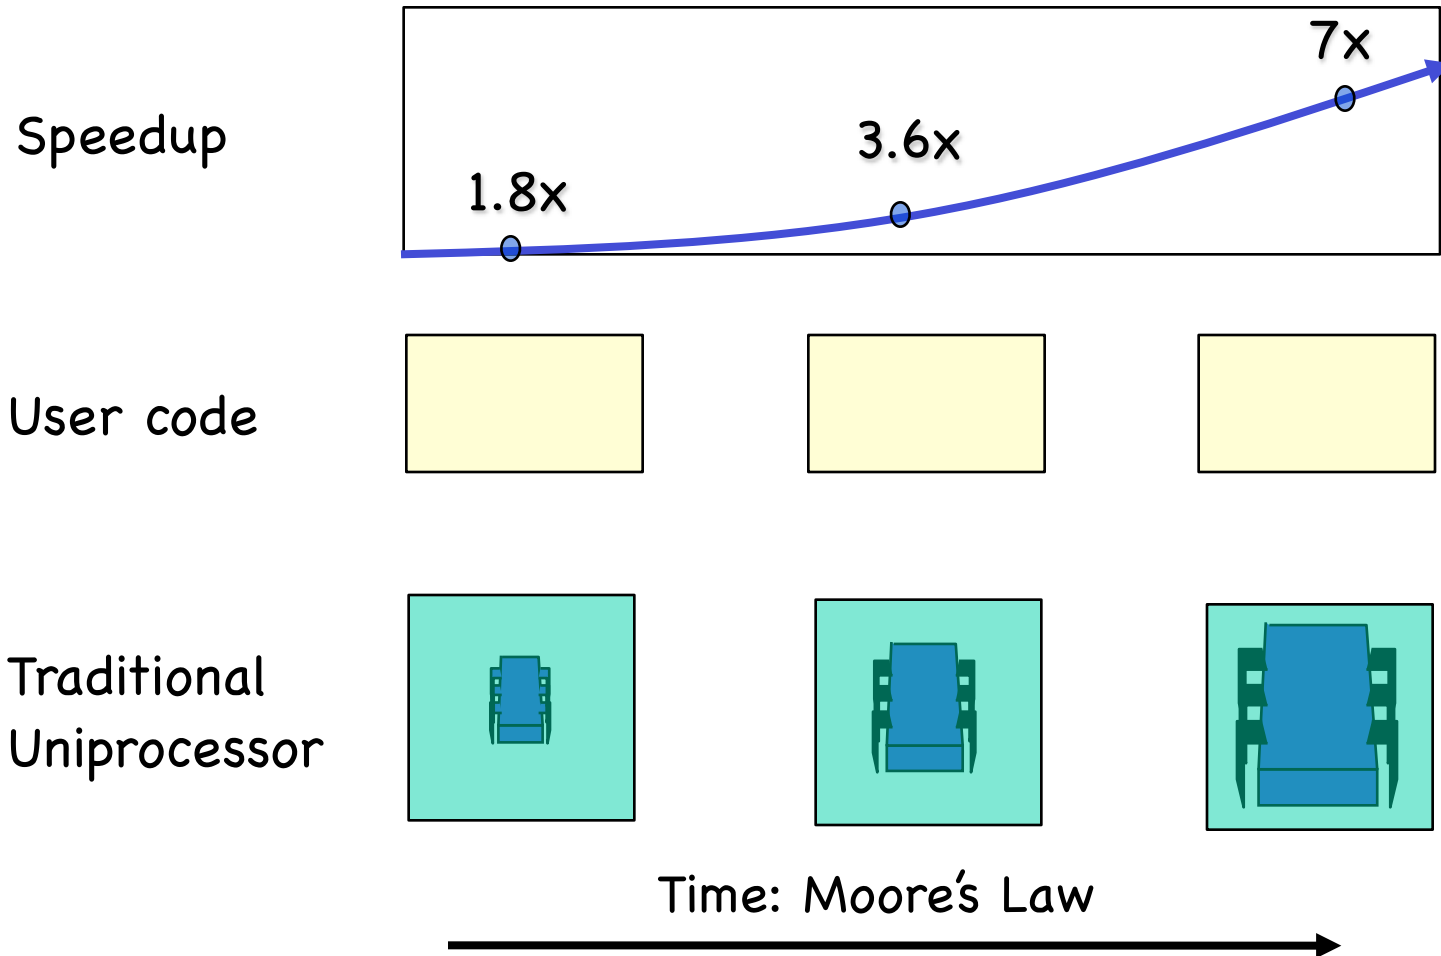 7x
3.6x
Speedup
1.8x
User code
Traditional
Uniprocessor
Time: Moore's Law